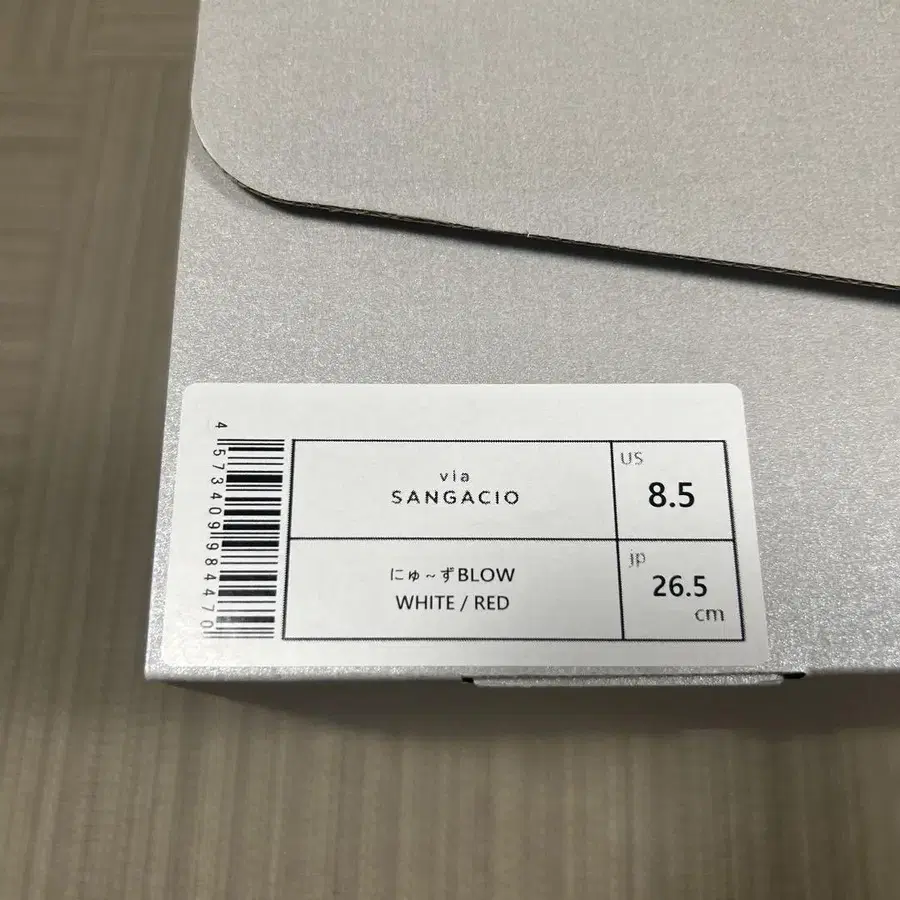 4573409984470
via
SANGACIO
US
8.5
にゅ~ずBLOW
WHITE / RED
jp
26.5
cm